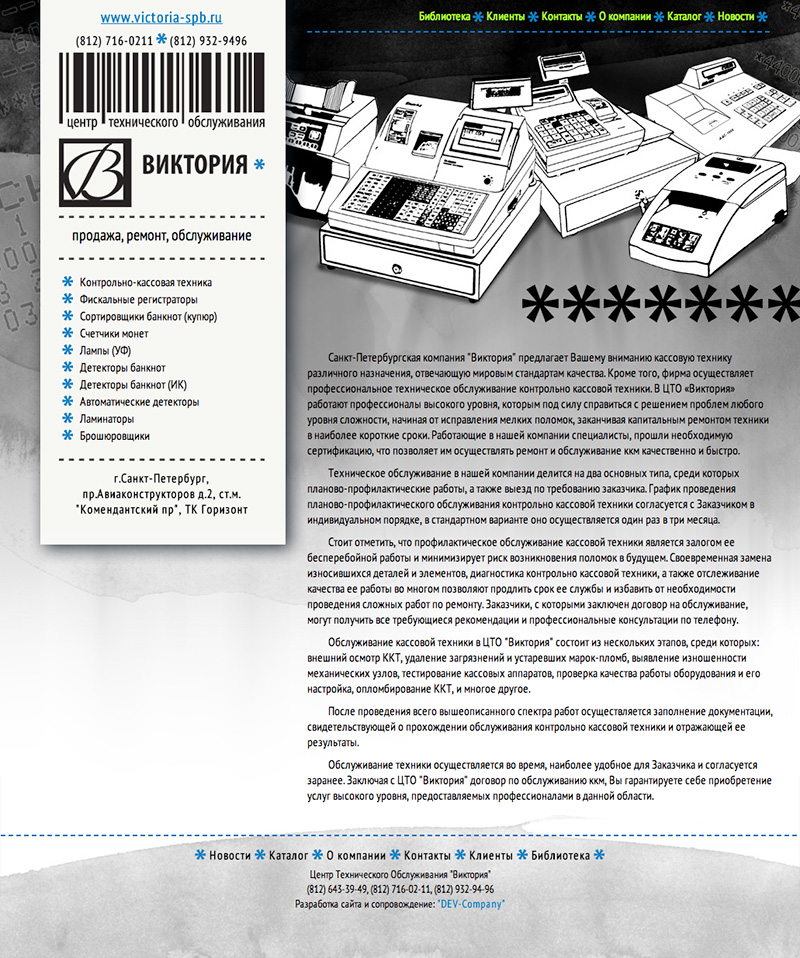 www.victoria-spb.ru
(812) 716-0211 * (812) 932-9496
центр технического обслуживания
В ВИКТОРИЯ *
продажа, ремонт, обслуживание
* Контрольно-кассовая техника
* Фискальные регистраторы
* Сортировщики банкнот (купюр)
* Счетчики монет
* Лампы (УФ)
* Детекторы банкнот
* Детекторы банкнот (ИК)
* Автоматические детекторы
* Ламинаторы
* Брошюровщики
г.Санкт-Петербург,
пр.Авиаконструкторов д.2, ст.м.
"Комендантский пр", ТК Горизонт
Библиотека * Клиенты * Контакты * О компании * Каталог * Новости *
*******
Санкт-Петербургская компания "Виктория" предлагает Вашему вниманию кассовую технику
различного назначения, отвечающую мировым стандартам качества. Кроме того, фирма осуществляет
профессиональное техническое обслуживание контрольно кассовой техники. В ЦТО «Виктория»
работают профессионалы высокого уровня, которым под силу справиться с решением проблем любого
уровня сложности, начиная от исправления мелких поломок, заканчивая капитальным ремонтом техники
в наиболее короткие сроки. Работающие в нашей компании специалисты, прошли необходимую
сертификацию, что позволяет им осуществлять ремонт и обслуживание ккм качественно и быстро.
Техническое обслуживание в нашей компании делится на два основных типа, среди которых
планово-профилактические работы, а также выезд по требованию заказчика. График проведения
планово-профилактического обслуживания контрольно кассовой техники согласуется с Заказчиком в
индивидуальном порядке, в стандартном варианте оно осуществляется один раз в три месяца.
Стоит отметить, что профилактическое обслуживание кассовой техники является залогом ее
бесперебойной работы и минимизирует риск возникновения поломок в будущем. Своевременная замена
износившихся деталей и элементов, диагностика контрольно кассовой техники, а также отслеживание
качества ее работы во многом позволяют продлить срок ее службы и избавить от необходимости
проведения сложных работ по ремонту. Заказчики, с которыми заключен договор на обслуживание,
могут получить все требующиеся рекомендации и профессиональные консультации по телефону.
Обслуживание кассовой техники в ЦТО "Виктория" состоит из нескольких этапов, среди которых:
внешний осмотр ККТ, удаление загрязнений и устаревших марок-пломб, выявление изношенности
механических узлов, тестирование кассовых аппаратов, проверка качества работы оборудования и его
настройка, опломбирование ККТ, и многое другое.
После проведения всего вышеописанного спектра работ осуществляется заполнение документации,
свидетельствующей о прохождении обслуживания контрольно кассовой техники и отражающей ее
результаты.
Обслуживание техники осуществляется во время, наиболее удобное для Заказчика и согласуется
заранее. Заключая с ЦТО "Виктория" договор по обслуживанию ккм, Вы гарантируете себе приобретение
услуг высокого уровня, предоставляемых профессионалами в данной области.
* Новости * Каталог * О компании * Контакты * Клиенты * Библиотека *
Центр Технического Обслуживания "Виктория"
(812) 643-39-49, (812) 716-02-11, (812) 932-94-96
Разработка сайта и сопровождение: "DEV-Company"